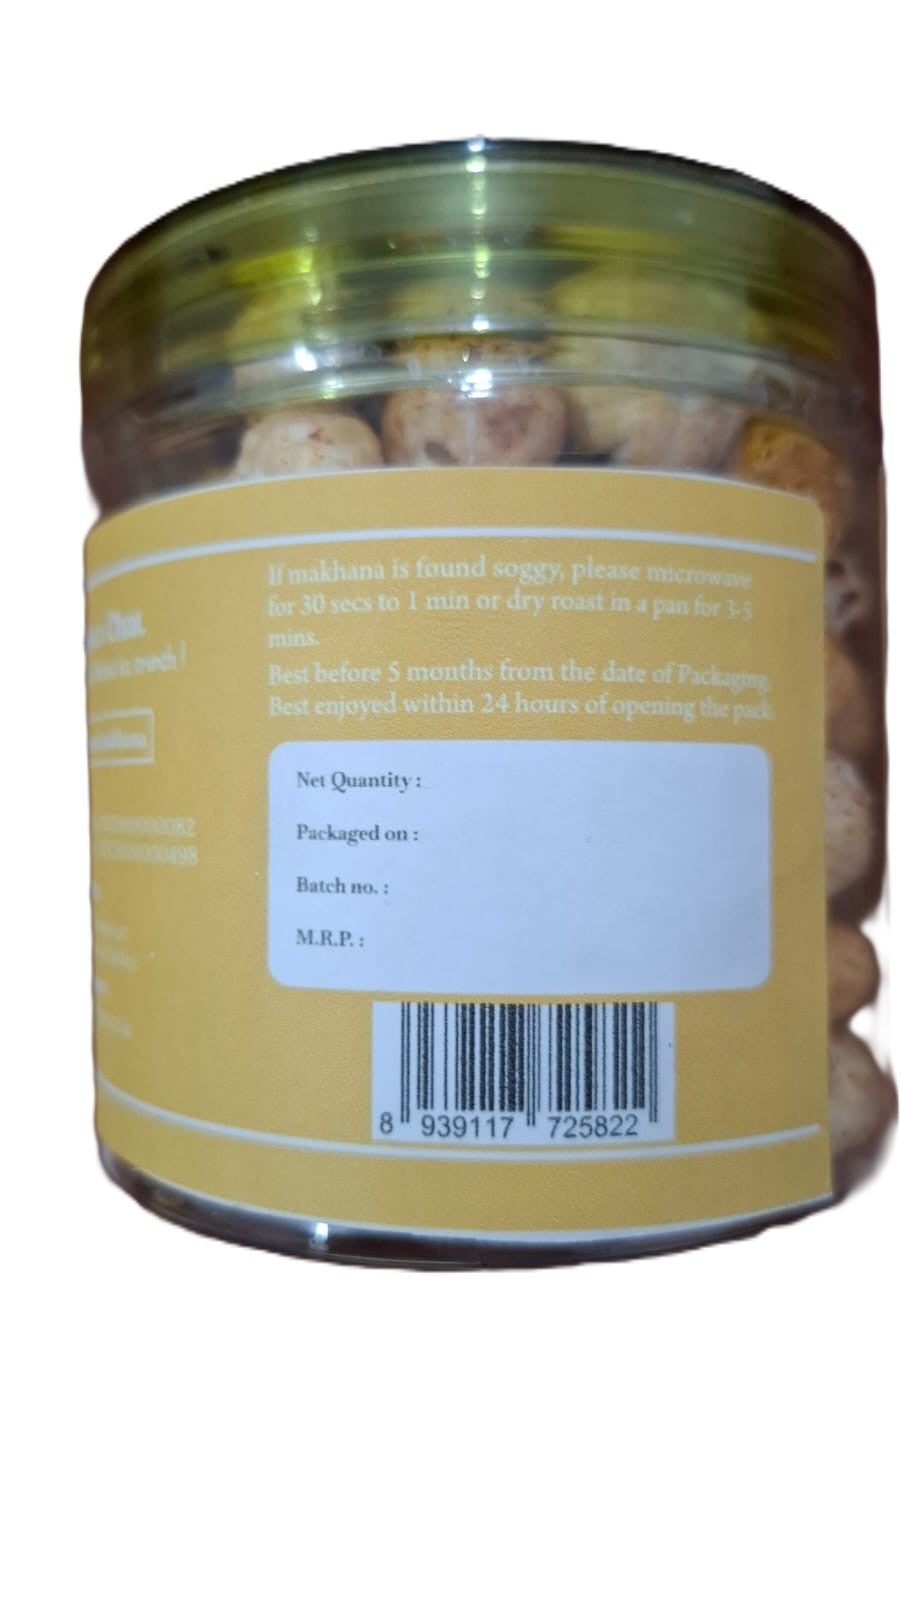 Chat.
crunch !
If makhana is found soggy, please microwave
for 30 secs to 1 min or dry roast in a pan for 3-5
mins.
Best before 5 months from the date of Packaging.
Best enjoyed within 24 hours of opening the pack.
Net Quantity :
Packaged on :
Batch no. :
M.R.P. :
8 939117 725822